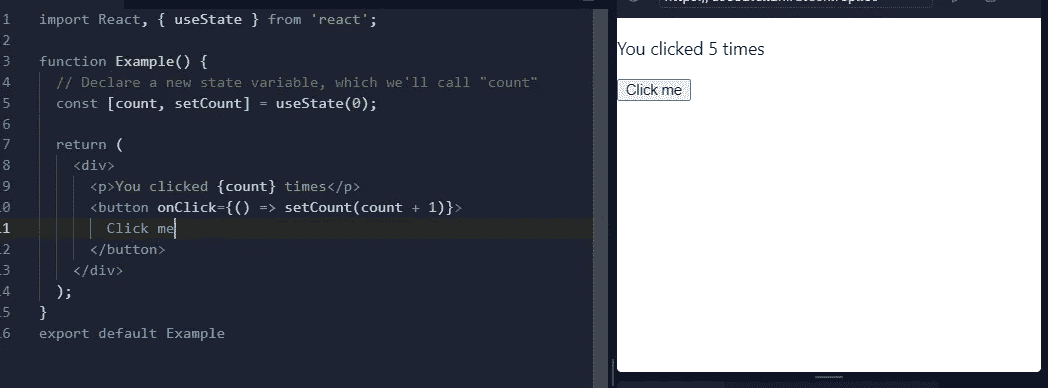 1 import React, { useState } from 'react';
2
3 function Example() {
4 // Declare a new state variable, which we'll call "count"
5 const [count, setCount] = useState(0);
6
7 return (
8 <div>
9 <p>You clicked {count} times</p>
10 <button onClick={() => setCount(count + 1)}>
11 Click me
12 </button>
13 </div>
14 );
15 }
16 export default Example
You clicked 5 times
Click me